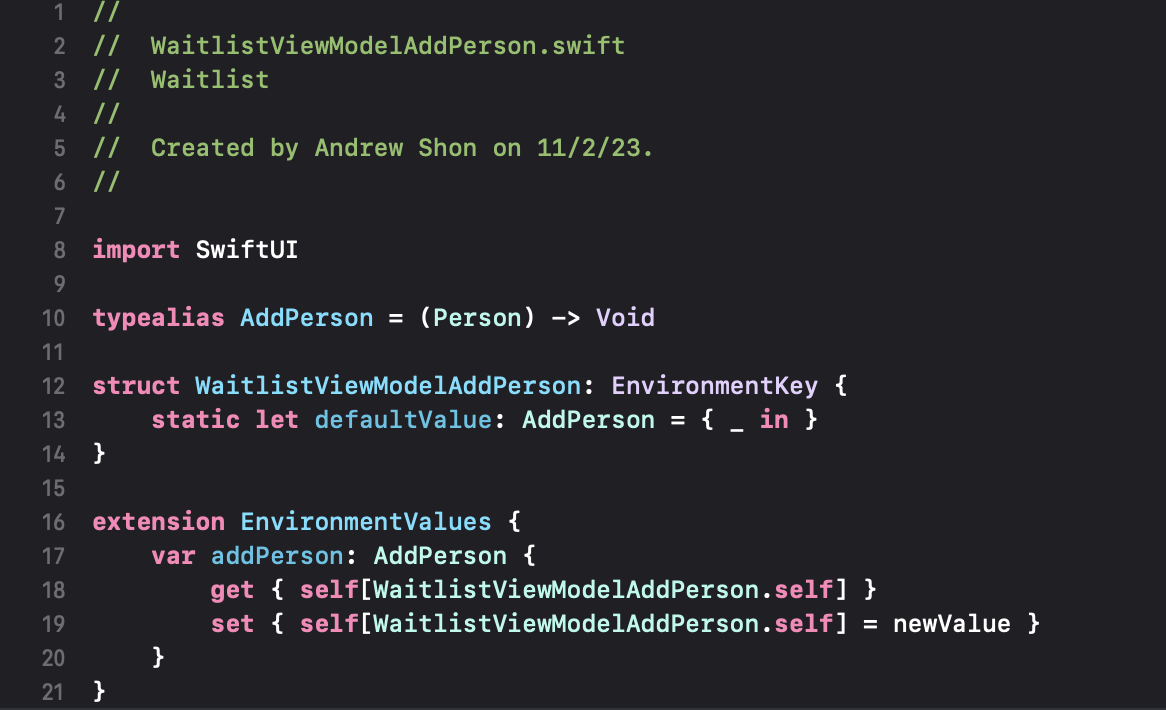 1 //
2 //  WaitlistViewModelAddPerson.swift
3 //  Waitlist
4 //
5 //  Created by Andrew Shon on 11/2/23.
6 //
7
8 import SwiftUI
9
10 typealias AddPerson = (Person) -> Void
11
12 struct WaitlistViewModelAddPerson: EnvironmentKey {
13     static let defaultValue: AddPerson = { _ in }
14 }
15
16 extension EnvironmentValues {
17     var addPerson: AddPerson {
18         get { self[WaitlistViewModelAddPerson.self] }
19         set { self[WaitlistViewModelAddPerson.self] = newValue }
20     }
21 }